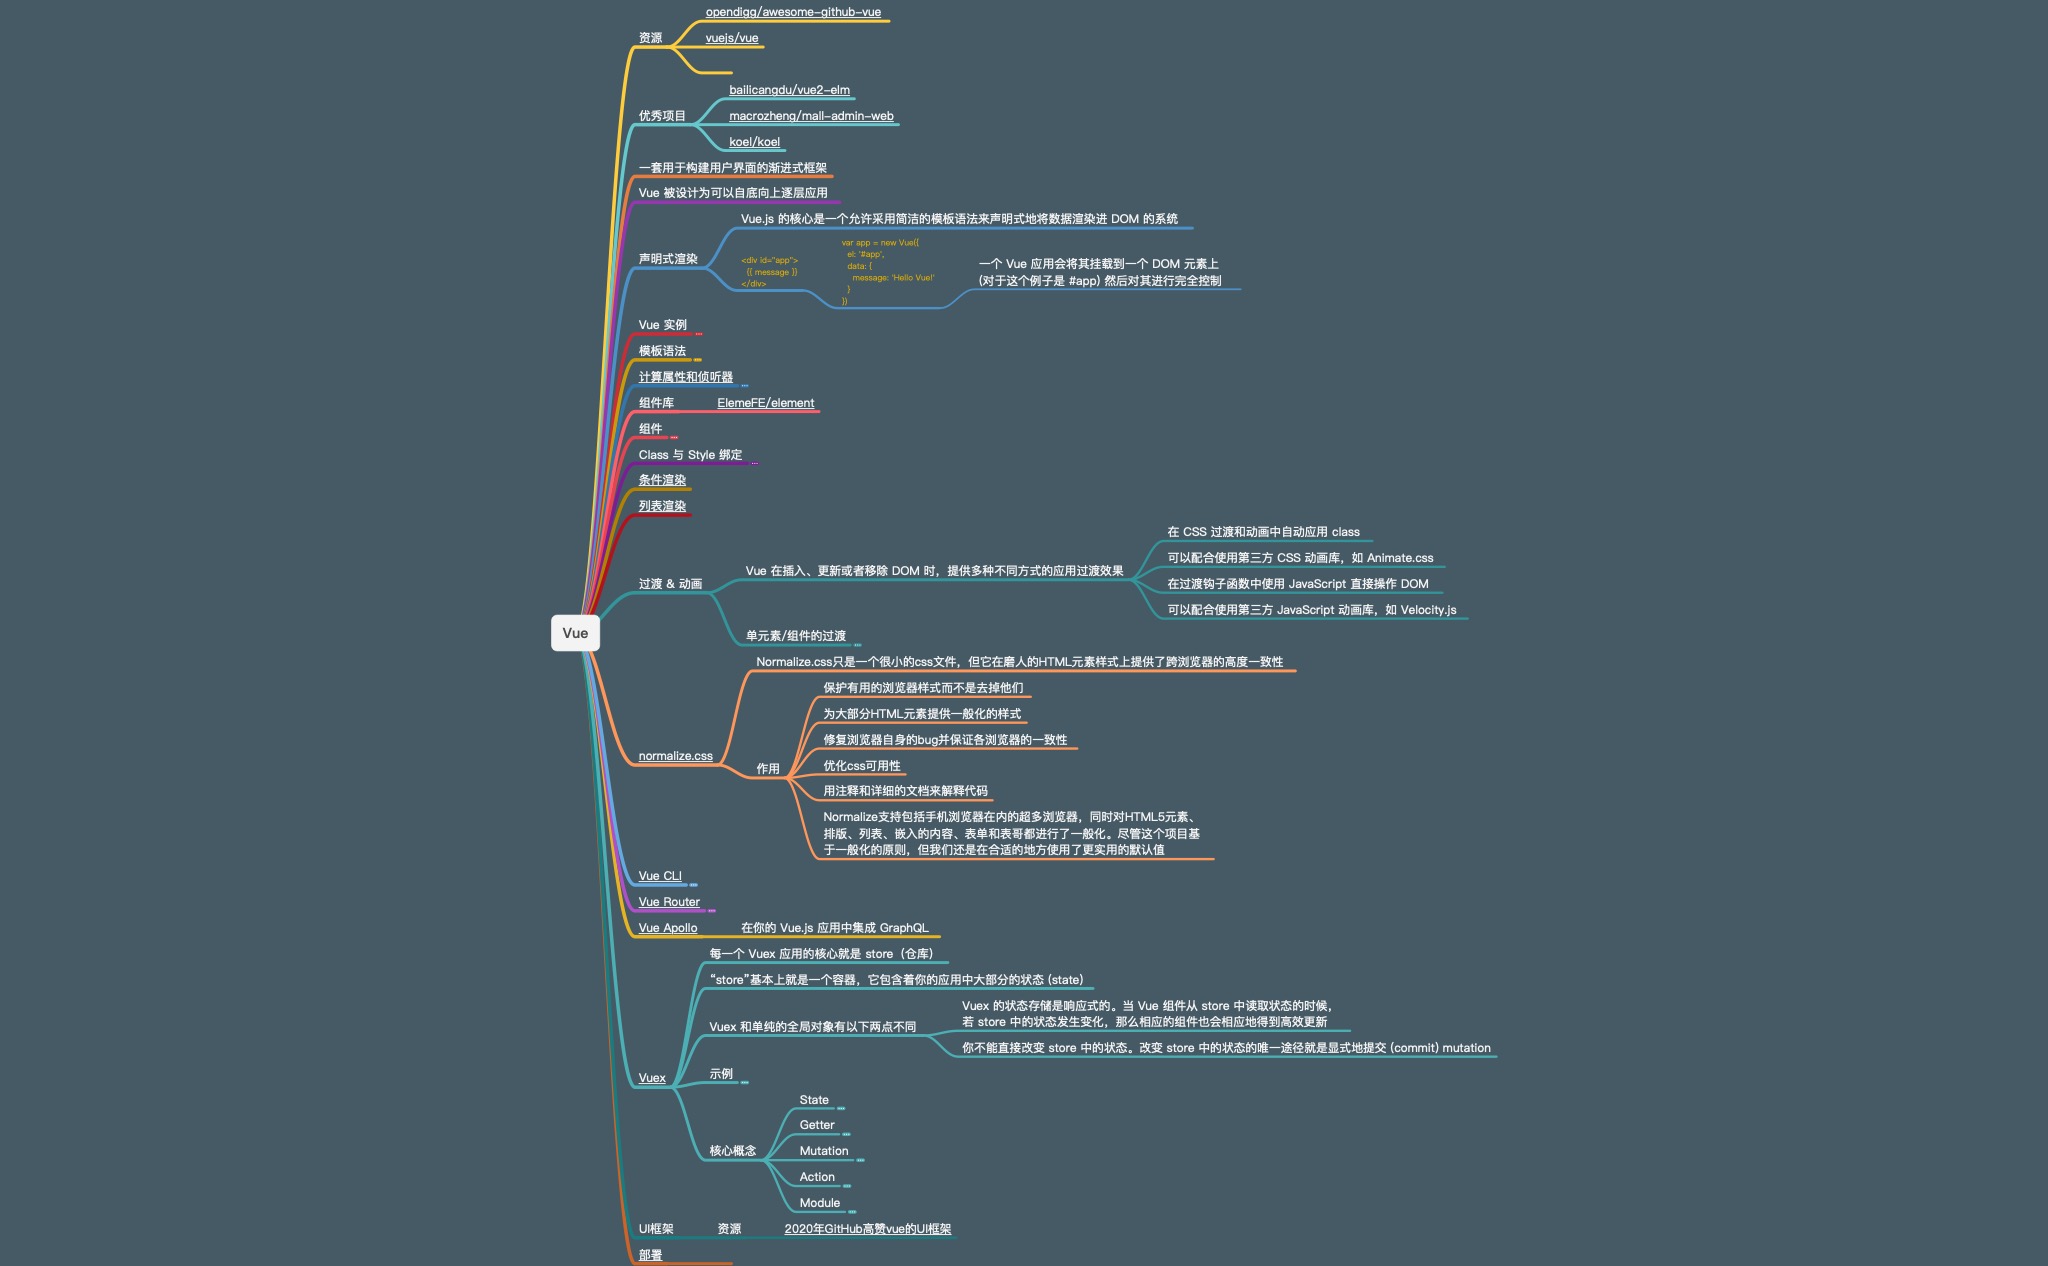 opendigg/awesome-github-vue
资源
vuejs/vue
bailicangdu/vue2-elm
优秀项目
macrozheng/mall-admin-web
koel/koel
一套用于构建用户界面的渐进式框架
Vue 被设计为可以自底向上逐层应用
Vue.js 的核心是一个允许采用简洁的模板语法来声明式地将数据渲染进 DOM 的系统
声明式渲染
<div id="app">
{{ message }}
</div>
var app = new Vue({
el: '#app',
data: {
message: 'Hello Vue!'
}
})
一个 Vue 应用会将其挂载到一个 DOM 元素上
(对于这个例子是 #app) 然后对其进行完全控制
Vue 实例
模板语法
计算属性和侦听器
组件库
ElemeFE/element
组件
Class 与 Style 绑定
条件渲染
列表渲染
过渡 & 动画
Vue 在插入、更新或者移除 DOM 时，提供多种不同方式的应用过渡效果
在 CSS 过渡和动画中自动应用 class
可以配合使用第三方 CSS 动画库，如 Animate.css
在过渡钩子函数中使用 JavaScript 直接操作 DOM
可以配合使用第三方 JavaScript 动画库，如 Velocity.js
单元素/组件的过渡
Vue
Normalize.css只是一个很小的css文件，但它在磨人的HTML元素样式上提供了跨浏览器的高度一致性
normalize.css
作用
保护有用的浏览器样式而不是去掉他们
为大部分HTML元素提供一般化的样式
修复浏览器自身的bug并保证各浏览器的一致性
优化css可用性
用注释和详细的文档来解释代码
Normalize支持包括手机浏览器在内的超多浏览器，同时对HTML5元素、
排版、列表、嵌入的内容、表单和表哥都进行了一般化。尽管这个项目基
于一般化的原则，但我们还是在合适的地方使用了更实用的默认值
Vue CLI
Vue Router
Vue Apollo
在你的 Vue.js 应用中集成 GraphQL
每一个 Vuex 应用的核心就是 store（仓库）
“store”基本上就是一个容器，它包含着你的应用中大部分的状态 (state)
Vuex 和单纯的全局对象有以下两点不同
Vuex 的状态存储是响应式的。当 Vue 组件从 store 中读取状态的时候，
若 store 中的状态发生变化，那么相应的组件也会相应地得到高效更新
你不能直接改变 store 中的状态。改变 store 中的状态的唯一途径就是显式地提交 (commit) mutation
Vuex
示例
核心概念
State
Getter
Mutation
Action
Module
UI框架
资源
2020年GitHub高赞vue的UI框架
部署